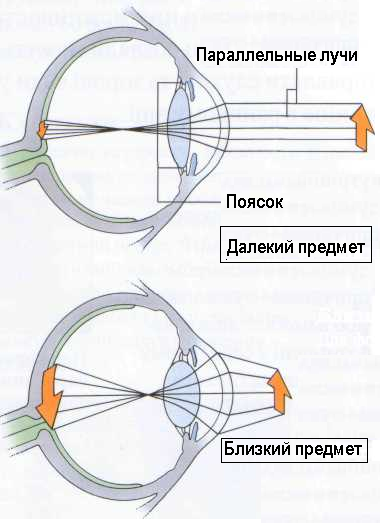 Параллельные лучи
Поясок
Далекий предмет
Близкий предмет